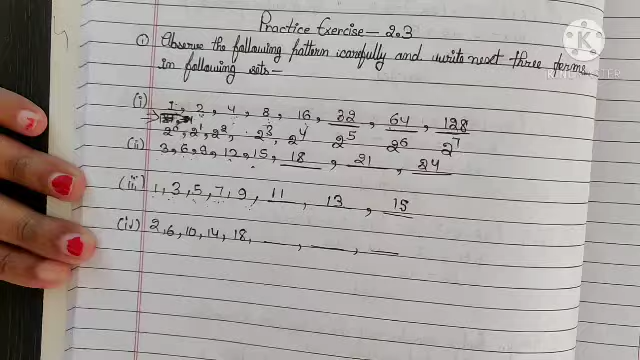 Practice Exercise - 2.3
① Observe the following pattern carefully and write next three terms
in following sets -
(i) 1, 2, 4, 8, 16, 32, 64, 128
2⁰, 2¹, 2², 2³, 2⁴ 2⁵ 2⁶ 2⁷
(ii) 3, 6, 9, 12, 15, 18, 21, 24
(iii) 1, 3, 5, 7, 9, 11, 13, 15
(iv) 2, 6, 10, 14, 18, __, __, __